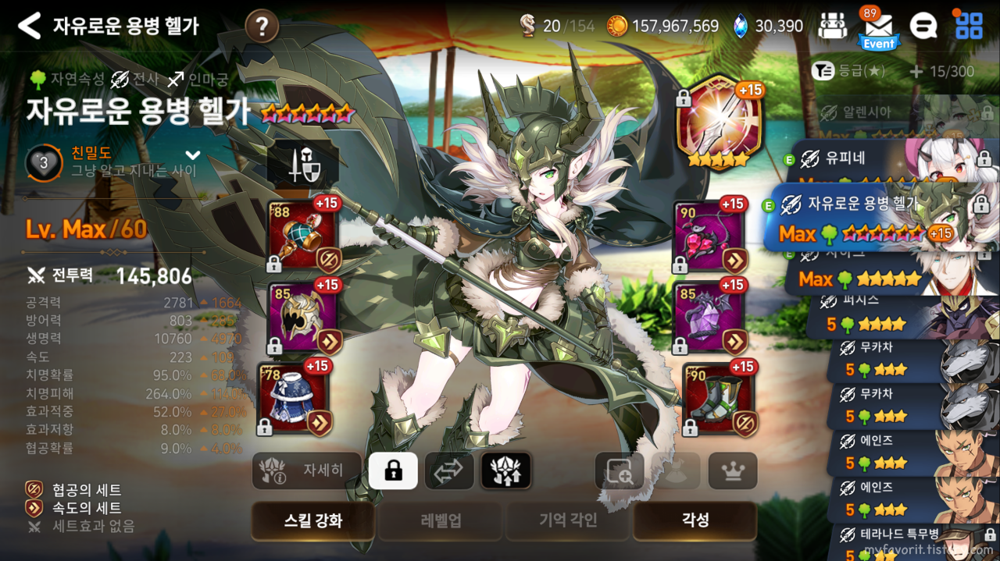 자유로운 용병 헬가
?
20/154
157,967,569
30,390
89
Event
자연속성 전사 인마궁
자유로운 용병 헬가
등급(★)
+ 15/300
3
친밀도
그냥 알고 지내는 사이
Lv. Max/60
전투력 145,806
공격력 2781 1664
방어력 803 285
생명력 10760 4970
속도 223 109
치명확률 95.0% 68.0%
치명피해 264.0% 114.0%
효과적중 52.0% 27.0%
효과저항 8.0% 8.0%
협공확률 9.0% 4.0%
협공의 세트
속도의 세트
세트효과 없음
88 +15
85 +15
78 +15
+15
90 +15
85 +15
90 +15
자세히
스킬 강화
레벨업
기억 각인
각성
알렌시아
Max
E 유피네
E 자유로운 용병 헬가
Max +15
E
Max
퍼시스
5
무카차
5
무카차
5
에인즈
5
에인즈
5
테라나드 특무병
5
myfavorit.tistory.com